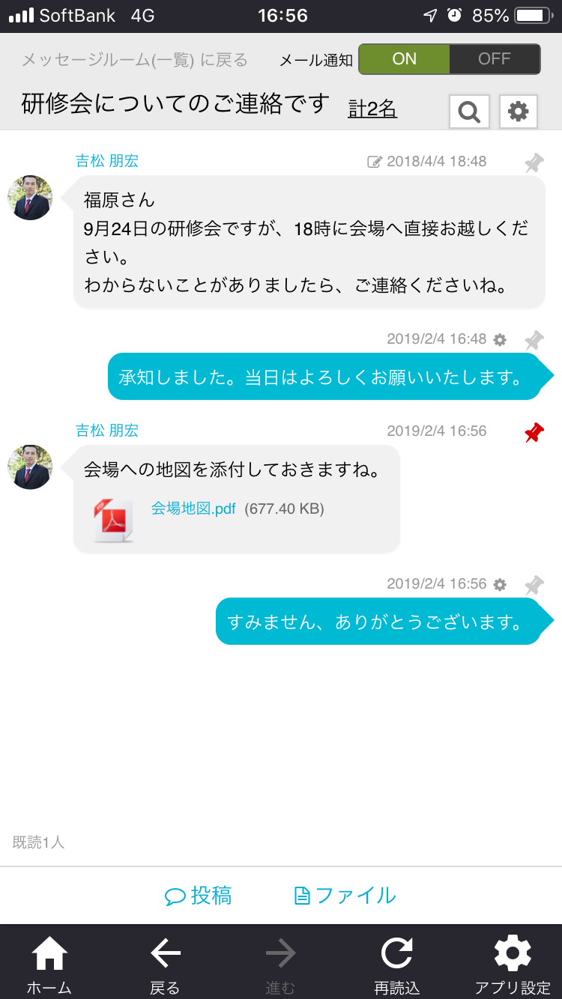 SoftBank 4G 16:56 85%
メッセージルーム(一覧) に戻る メール通知 ON OFF
研修会についてのご連絡です 計2名
吉松 朋宏 2018/4/4 18:48
福原さん
9月24日の研修会ですが、18時に会場へ直接お越しくだ
さい。
わからないことがありましたら、ご連絡くださいね。
2019/2/4 16:48
承知しました。当日はよろしくお願いいたします。
吉松 朋宏 2019/2/4 16:56
会場への地図を添付しておきますね。
PDF
会場地図.pdf (677.40 KB)
2019/2/4 16:56
すみません、ありがとうございます。
既読1人
投稿 ファイル
ホーム 戻る 進む 再読込 アプリ設定